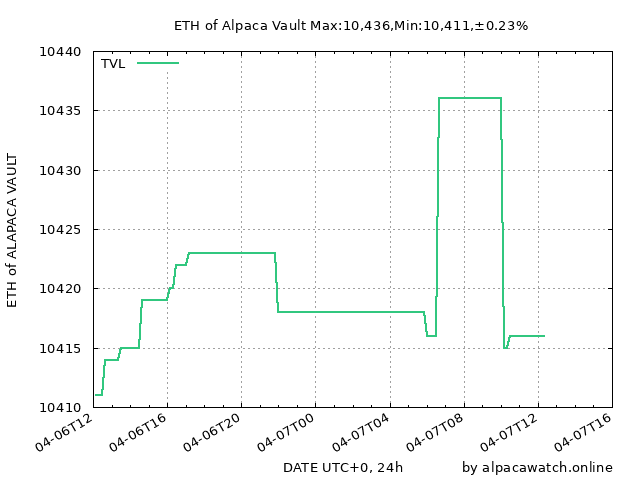 ETH of Alpaca Vault Max:10,436,Min:10,411,±0.23%
10440
TVL
10435
10430
10425
10420
10415
10410
ETH of ALAPACA VAULT
04-06T12
04-06T16
04-06T20
04-07T00
04-07T04
04-07T08
04-07T12
04-07T16
DATE UTC+0, 24h
by alpacawatch.online